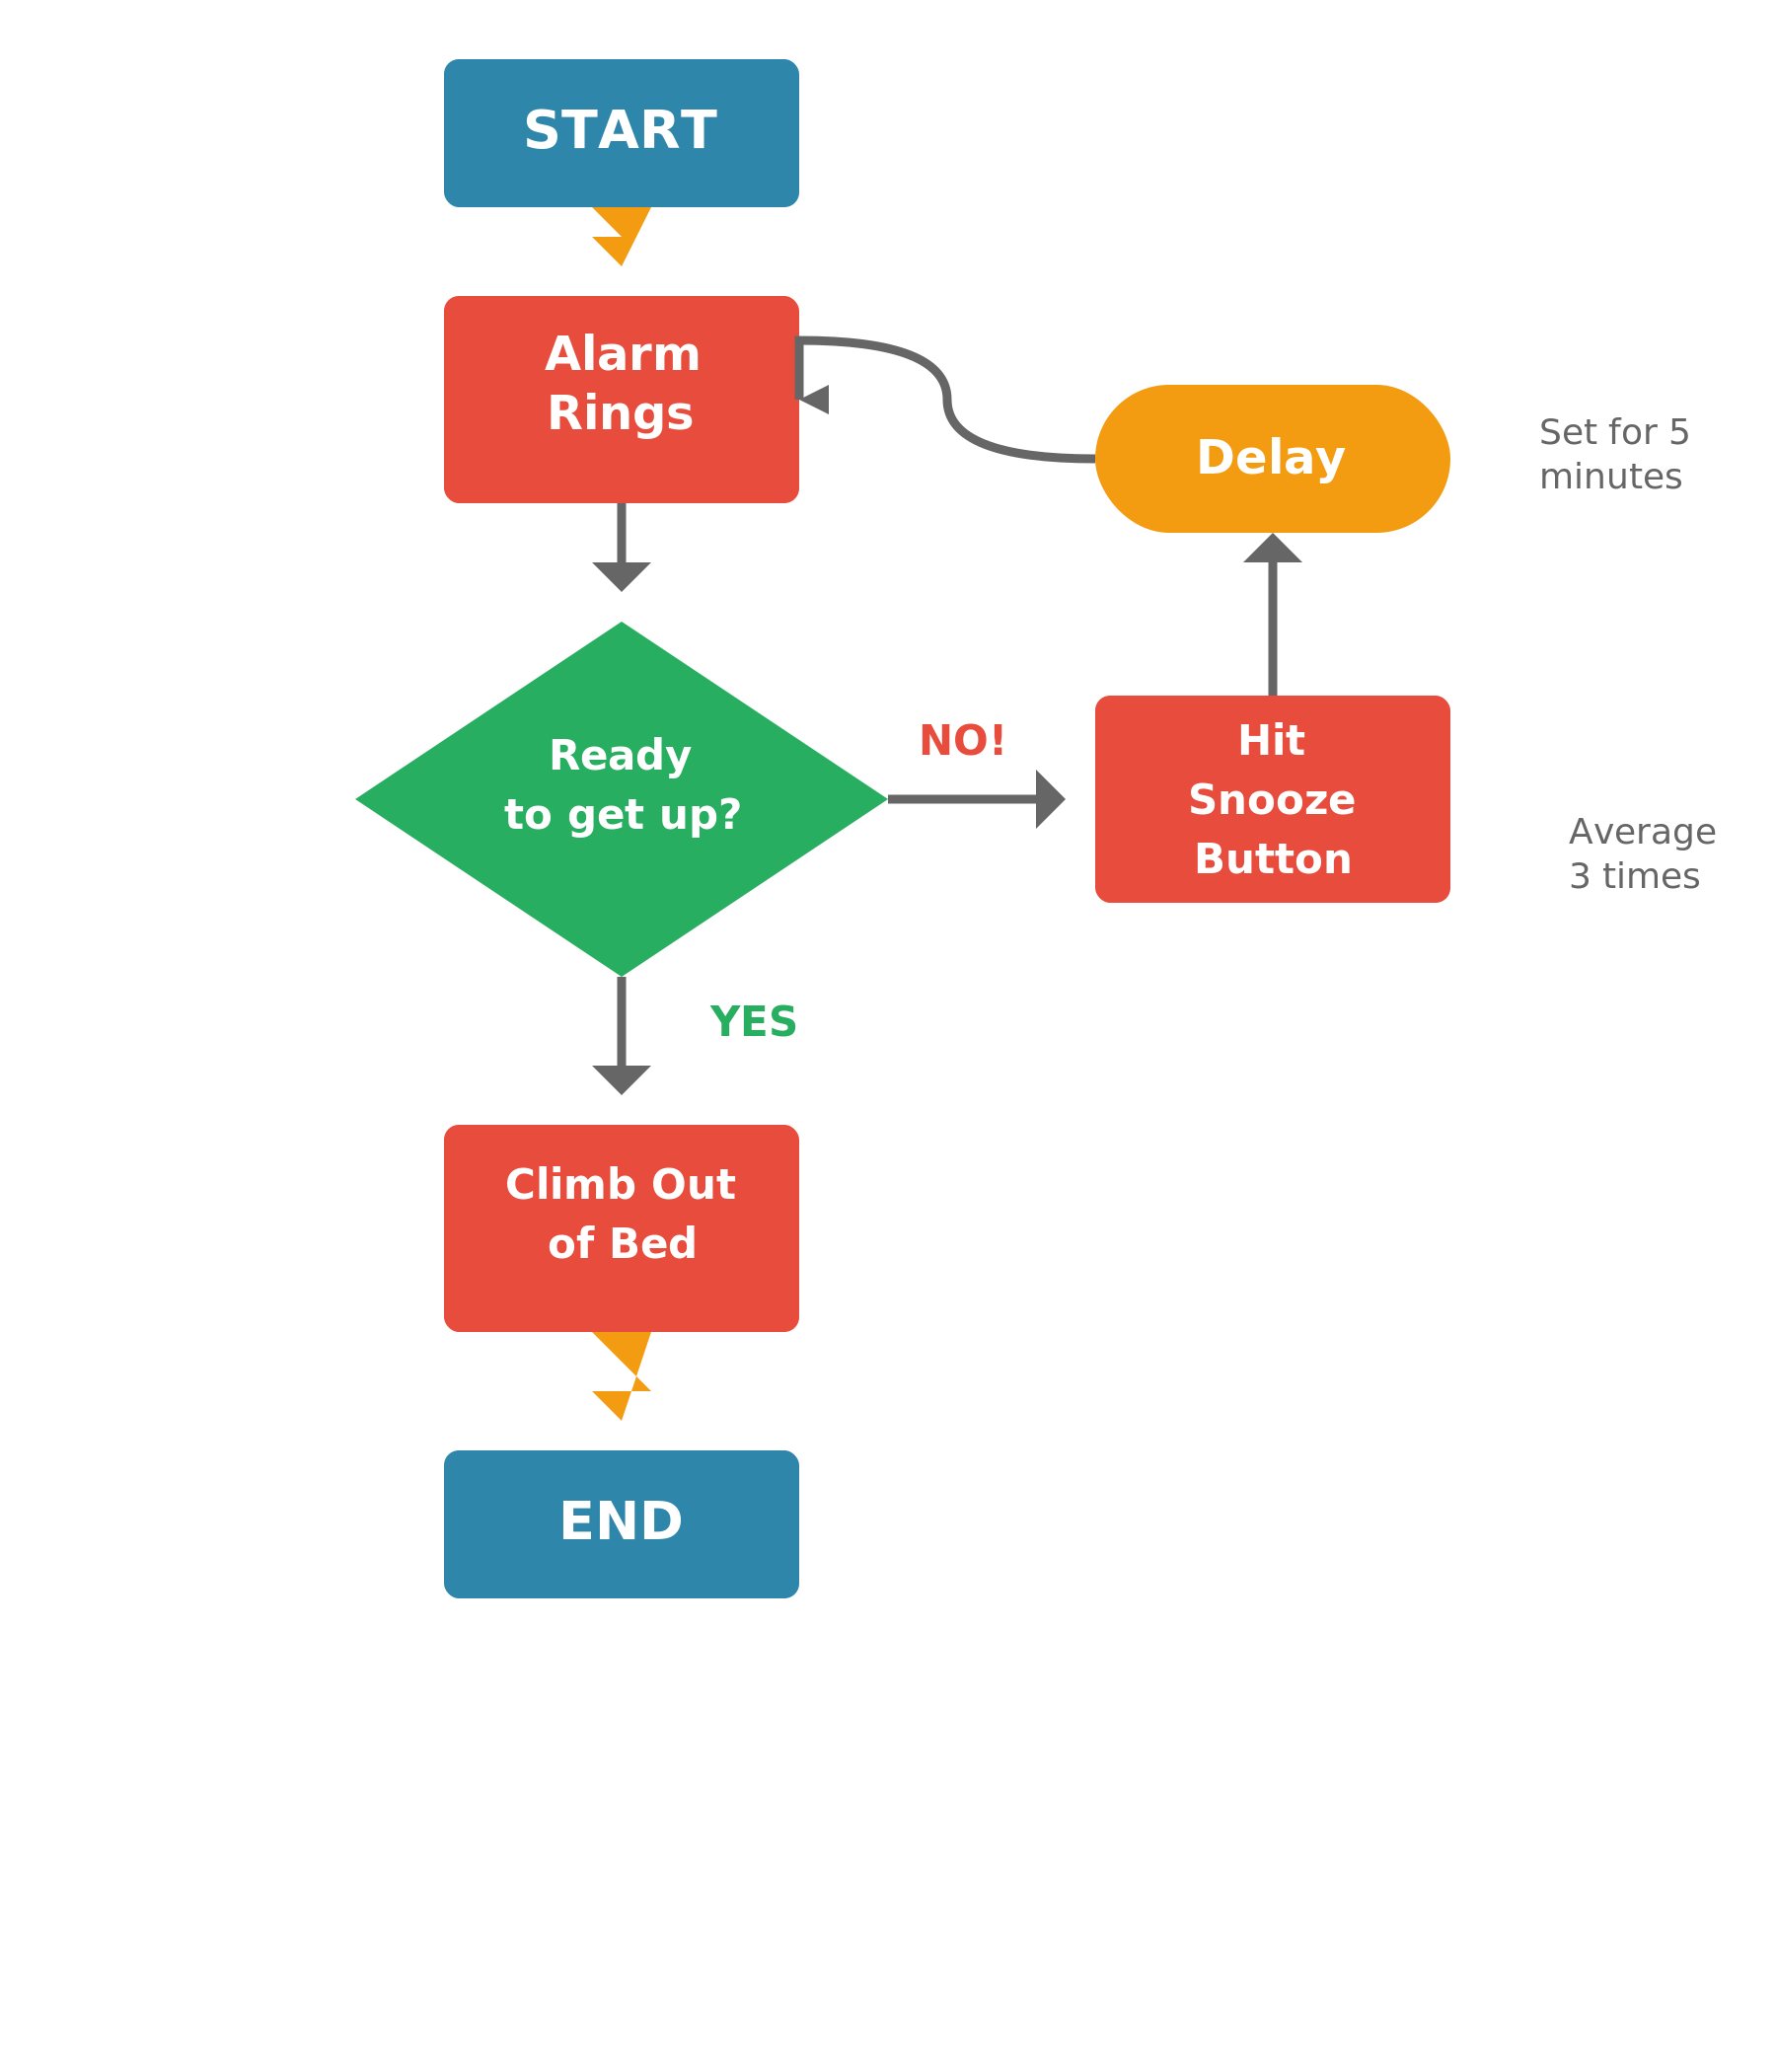 START
Alarm
Rings
Delay
Set for 5
minutes
Ready
to get up?
NO!
Hit
Snooze
Button
Average
3 times
YES
Climb Out
of Bed
END